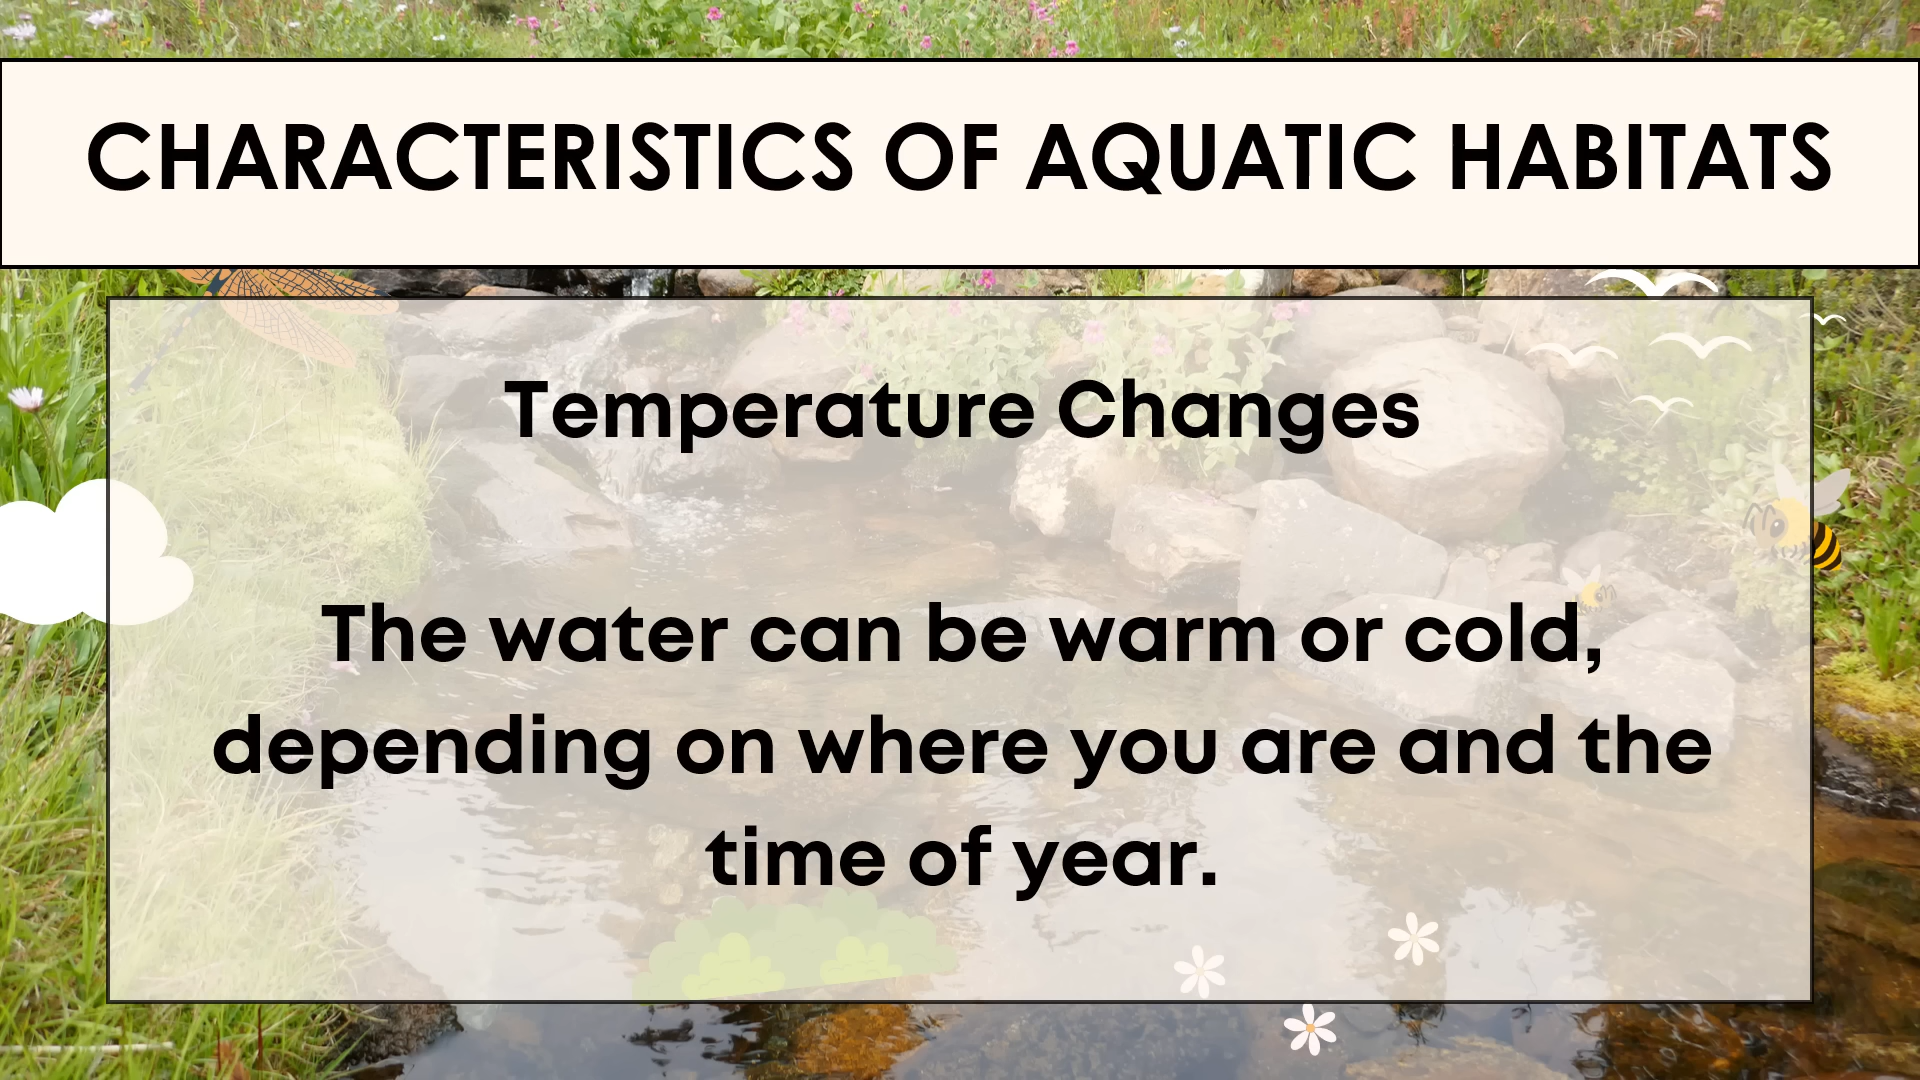 CHARACTERISTICS OF AQUATIC HABITATS
Temperature Changes
The water can be warm or cold,
depending on where you are and the
time of year.